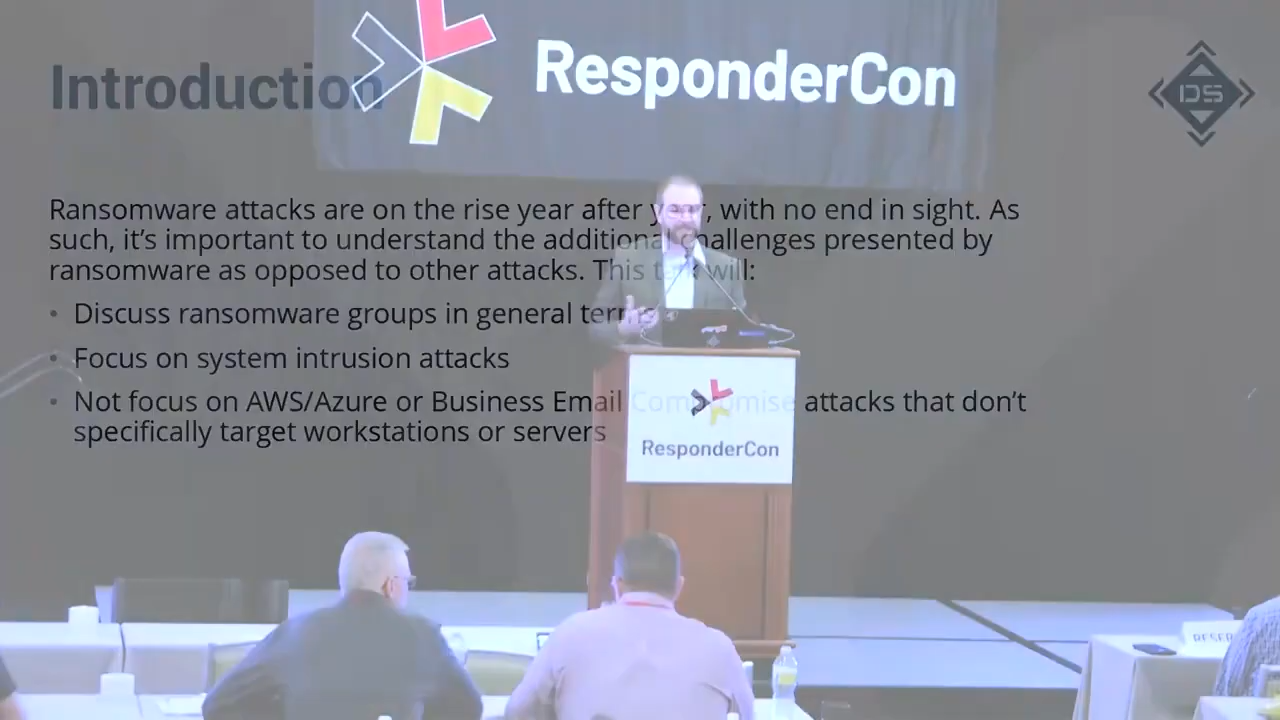 Introduction
ResponderCon
DS
Ransomware attacks are on the rise year after year, with no end in sight. As
such, it’s important to understand the additional challenges presented by
ransomware as opposed to other attacks. This talk will:
• Discuss ransomware groups in general terms
• Focus on system intrusion attacks
• Not focus on AWS/Azure or Business Email Compromise attacks that don’t
specifically target workstations or servers
ResponderCon